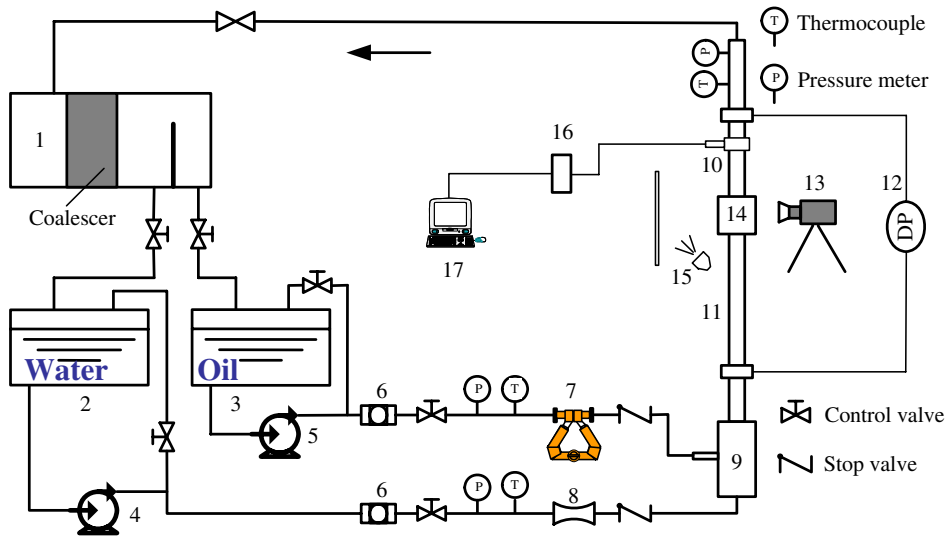 T Thermocouple
P
T
P Pressure meter
1
16
10
13
12
Coalescer
14
DP
17
15
11
Water
Oil
2
3
6
P
T
7
5
Control valve
9
Stop valve
6
P
T
8
4